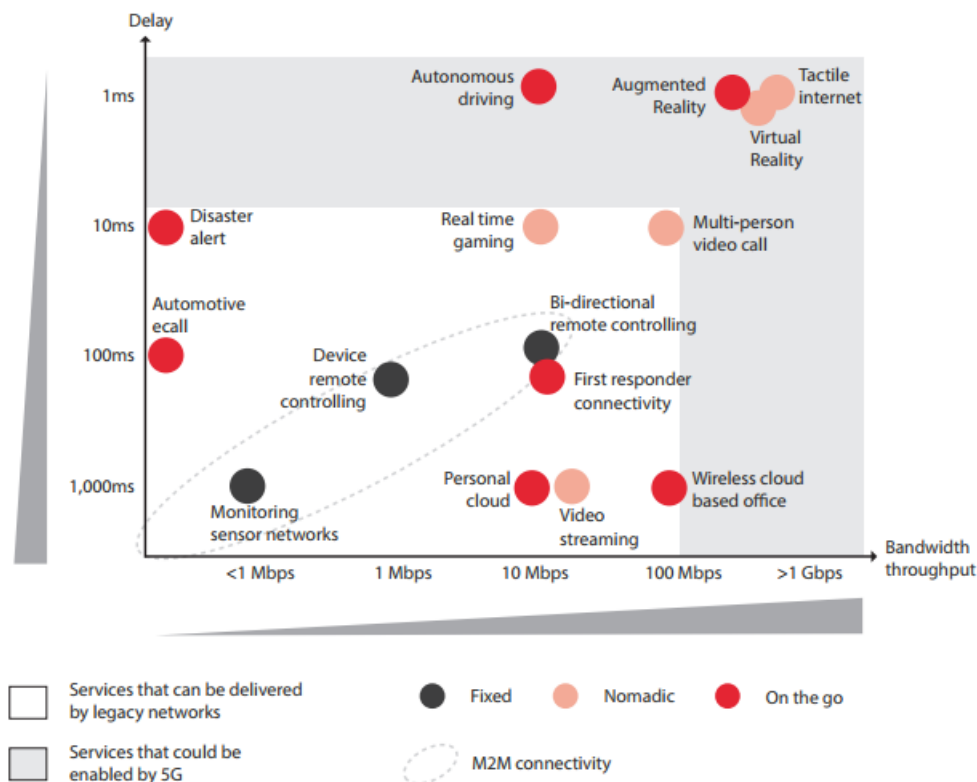 Delay
1ms
Autonomous
driving
Augmented
Reality
Tactile
internet
Virtual
Reality
10ms
Disaster
alert
Real time
gaming
Multi-person
video call
Automotive
ecall
Bi-directional
remote controlling
100ms
Device
remote
controlling
First responder
connectivity
1,000ms
Monitoring
sensor networks
Personal
cloud
Video
streaming
Wireless cloud
based office
Bandwidth
throughput
<1 Mbps
1 Mbps
10 Mbps
100 Mbps
>1 Gbps
Services that can be delivered
by legacy networks
Fixed
Nomadic
On the go
Services that could be
enabled by 5G
M2M connectivity